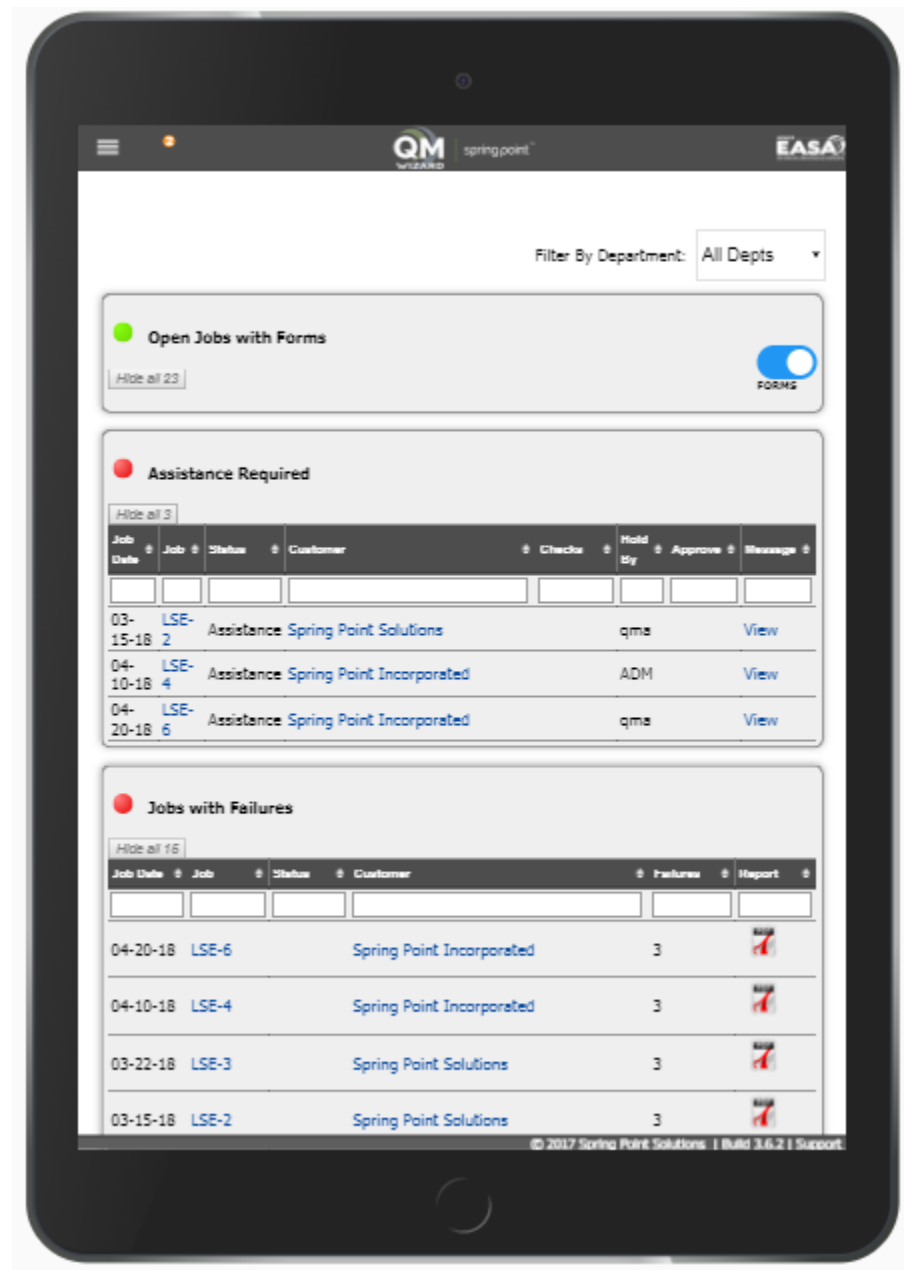 QM spring point™ EASA
WIZARD
Filter By Department: All Depts
Open Jobs with Forms
Hide all 23
FORMS
Assistance Required
Hide all 3
Job Date Job Status Customer Checks Hold By Approve Message
03-15-18 LSE-2 Assistance Spring Point Solutions qma View
04-10-18 LSE-4 Assistance Spring Point Incorporated ADM View
04-20-18 LSE-6 Assistance Spring Point Incorporated qma View
Jobs with Failures
Hide all 16
Job Date Job Status Customer Failures Report
04-20-18 LSE-6 Spring Point Incorporated 3
04-10-18 LSE-4 Spring Point Incorporated 3
03-22-18 LSE-3 Spring Point Solutions 3
03-15-18 LSE-2 Spring Point Solutions 3
© 2017 Spring Point Solutions | Build 3.6.2 | Support